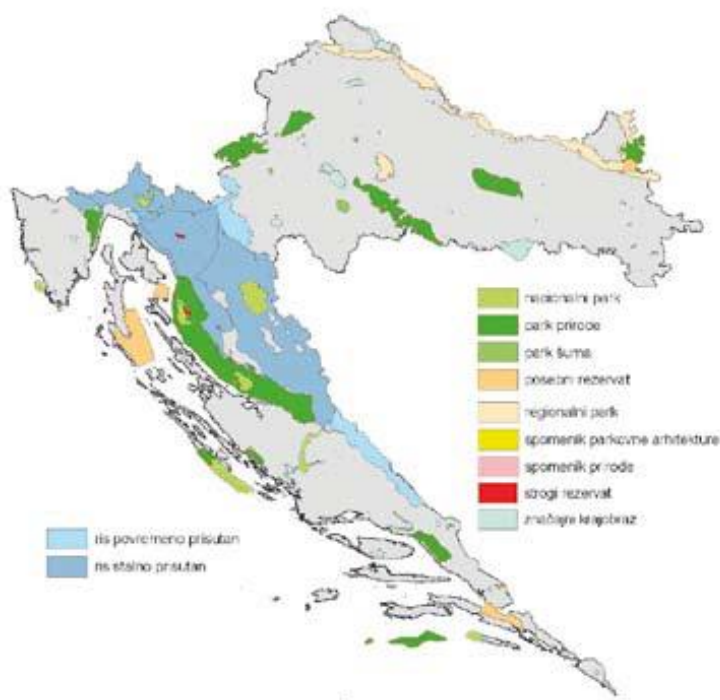 nacionalni park
park prirode
park šuma
posebni rezervat
regionalni park
spomenik parkovne arhitekture
spomenik prirode
strogi rezervat
značajni krajobraz
ris povremeno prisutan
ris stalno prisutan